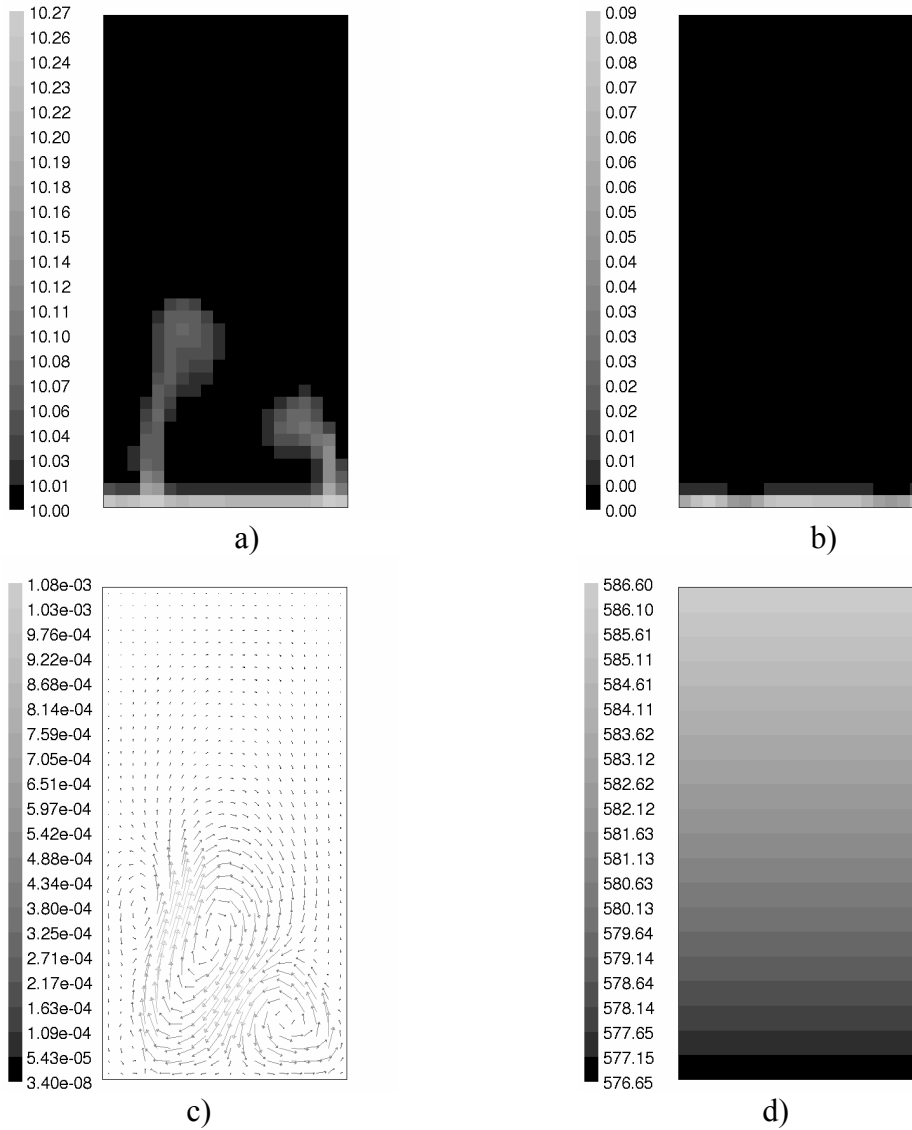 10.27
10.26
10.24
10.23
10.22
10.20
10.19
10.18
10.16
10.15
10.14
10.12
10.11
10.10
10.08
10.07
10.06
10.04
10.03
10.01
10.00
a)
0.09
0.08
0.08
0.07
0.07
0.06
0.06
0.06
0.05
0.05
0.04
0.04
0.03
0.03
0.03
0.02
0.02
0.01
0.01
0.00
0.00
b)
1.08e-03
1.03e-03
9.76e-04
9.22e-04
8.68e-04
8.14e-04
7.59e-04
7.05e-04
6.51e-04
5.97e-04
5.42e-04
4.88e-04
4.34e-04
3.80e-04
3.25e-04
2.71e-04
2.17e-04
1.63e-04
1.09e-04
5.43e-05
3.40e-08
c)
586.60
586.10
585.61
585.11
584.61
584.11
583.62
583.12
582.62
582.12
581.63
581.13
580.63
580.13
579.64
579.14
578.64
578.14
577.65
577.15
576.65
d)